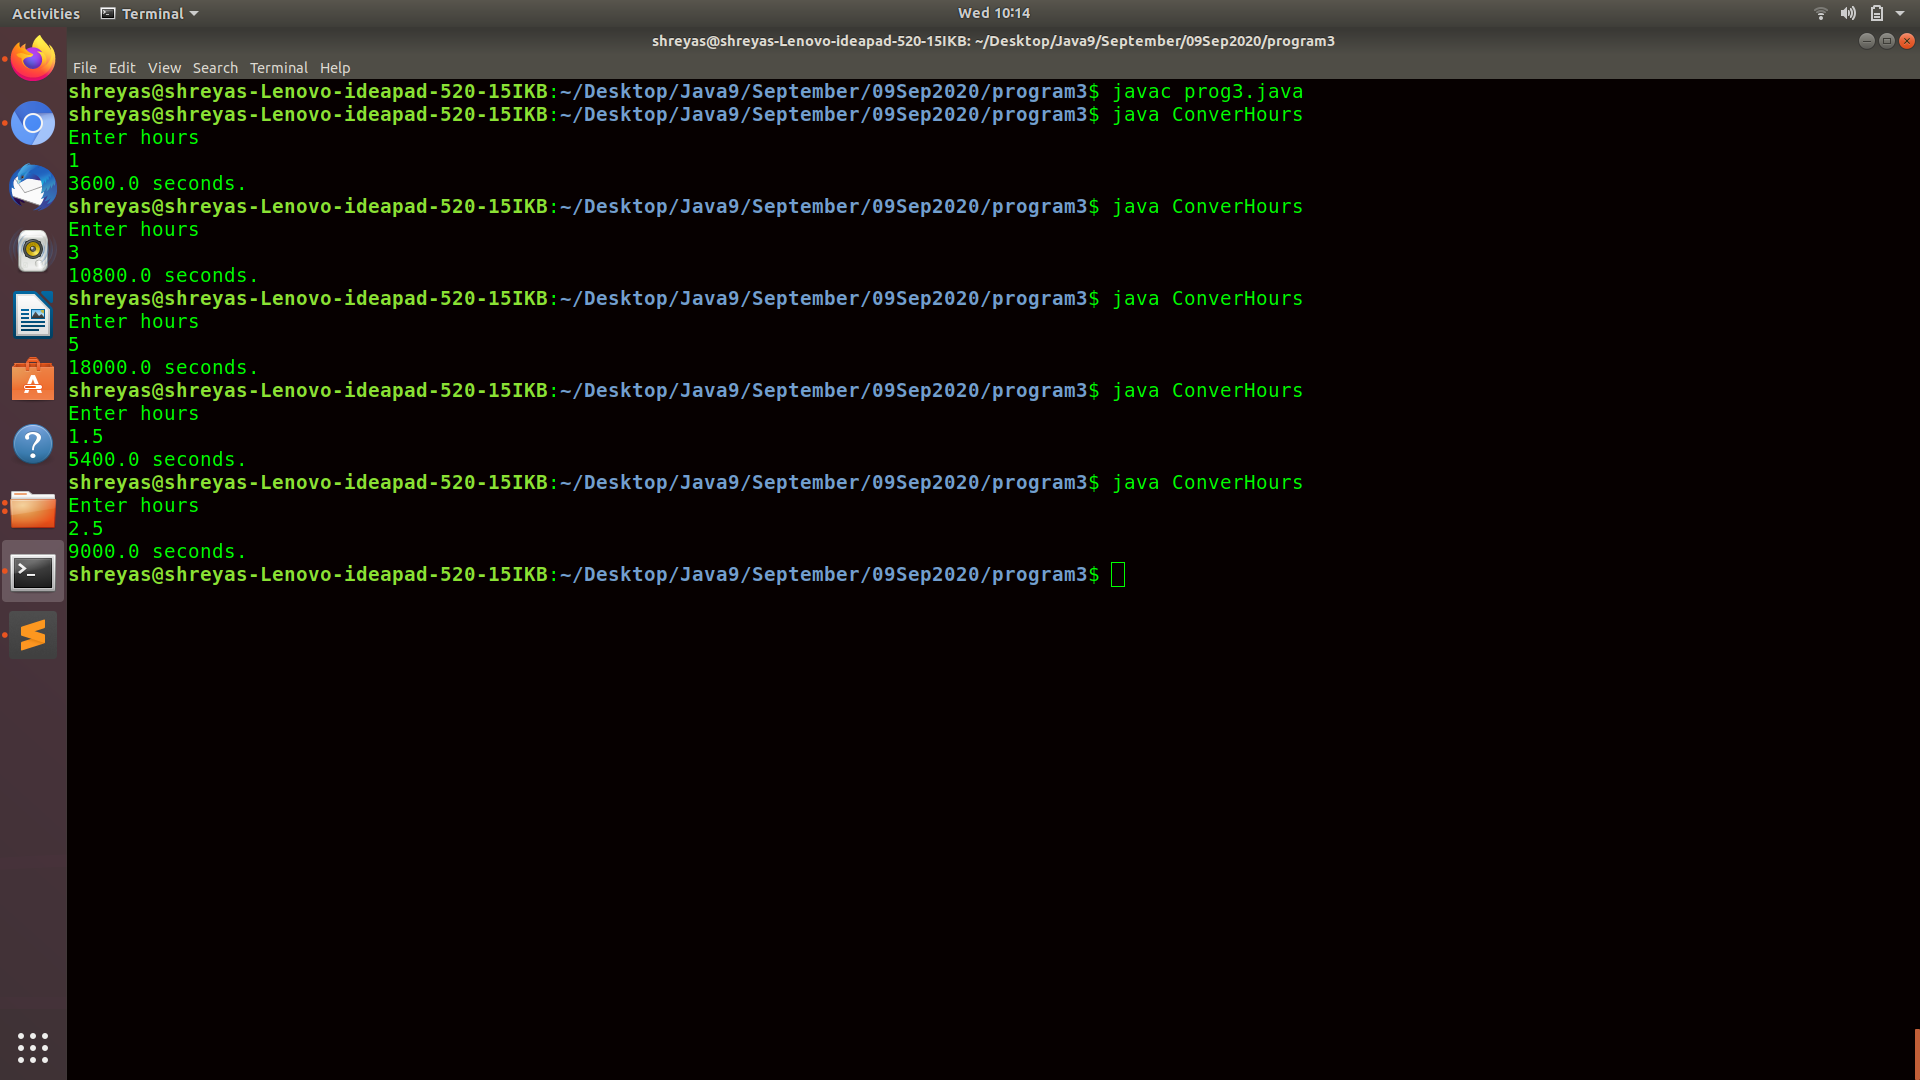 Activities Terminal Wed 10:14
shreyas@shreyas-Lenovo-ideapad-520-15IKB: ~/Desktop/Java9/September/09Sep2020/program3
File Edit View Search Terminal Help
shreyas@shreyas-Lenovo-ideapad-520-15IKB:~/Desktop/Java9/September/09Sep2020/program3$ javac prog3.java
shreyas@shreyas-Lenovo-ideapad-520-15IKB:~/Desktop/Java9/September/09Sep2020/program3$ java ConverHours
Enter hours
1
3600.0 seconds.
shreyas@shreyas-Lenovo-ideapad-520-15IKB:~/Desktop/Java9/September/09Sep2020/program3$ java ConverHours
Enter hours
3
10800.0 seconds.
shreyas@shreyas-Lenovo-ideapad-520-15IKB:~/Desktop/Java9/September/09Sep2020/program3$ java ConverHours
Enter hours
5
18000.0 seconds.
shreyas@shreyas-Lenovo-ideapad-520-15IKB:~/Desktop/Java9/September/09Sep2020/program3$ java ConverHours
Enter hours
1.5
5400.0 seconds.
shreyas@shreyas-Lenovo-ideapad-520-15IKB:~/Desktop/Java9/September/09Sep2020/program3$ java ConverHours
Enter hours
2.5
9000.0 seconds.
shreyas@shreyas-Lenovo-ideapad-520-15IKB:~/Desktop/Java9/September/09Sep2020/program3$